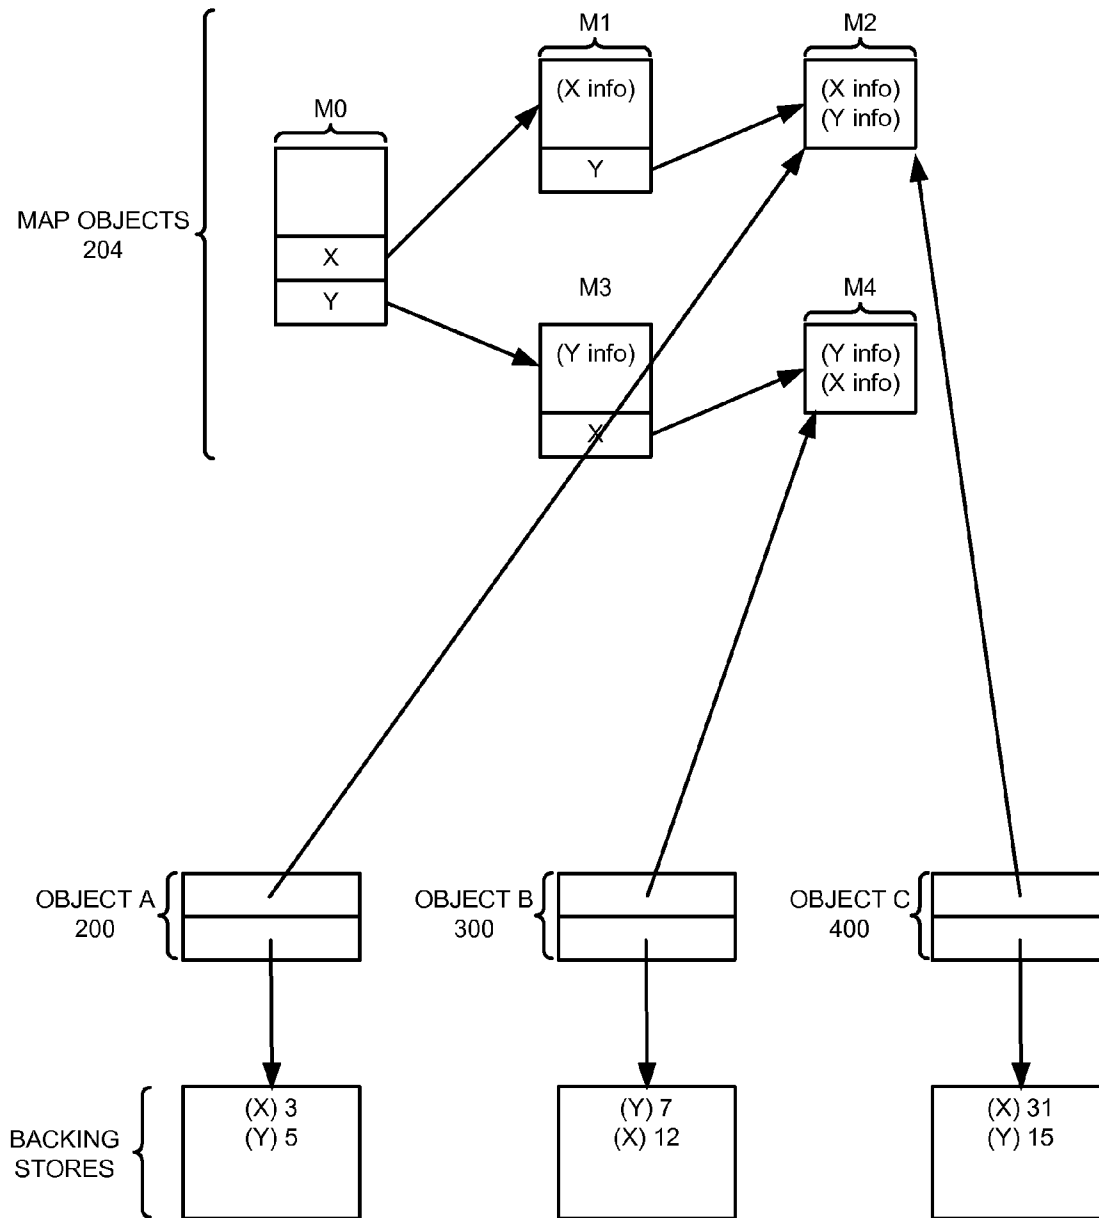 M1
M2
(X info)
(X info)
(Y info)
M0
Y
MAP OBJECTS
204
X
Y
M3
M4
(Y info)
(Y info)
(X info)
X
OBJECT A
200
OBJECT B
300
OBJECT C
400
BACKING
STORES
(X) 3
(Y) 5
(Y) 7
(X) 12
(X) 31
(Y) 15